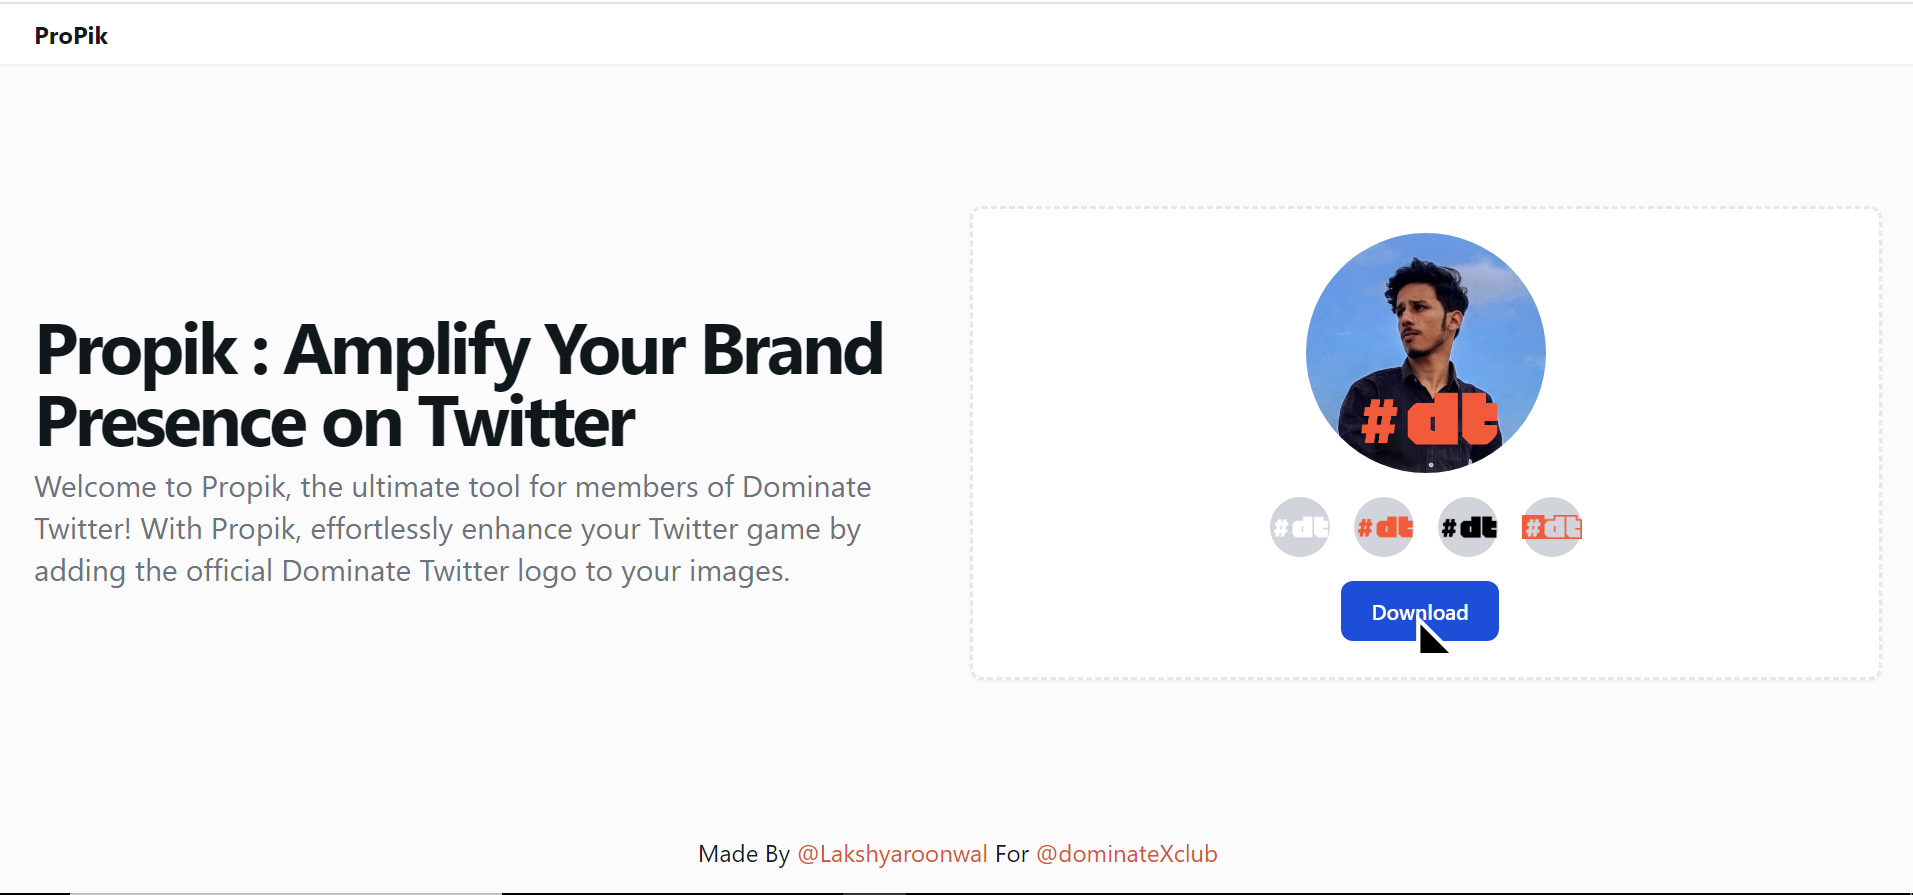 ProPik
Propik : Amplify Your Brand
Presence on Twitter
Welcome to Propik, the ultimate tool for members of Dominate
Twitter! With Propik, effortlessly enhance your Twitter game by
adding the official Dominate Twitter logo to your images.
#dt
#dt #dt #dt #dt
Download
Made By @Lakshyaroonwal For @dominateXclub